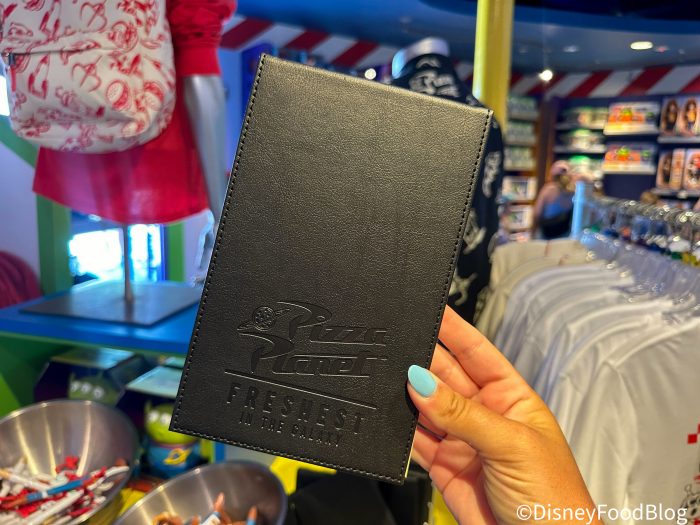 Pizza
Planet
FRESHEST
IN THE GALAXY
©DisneyFoodBlog